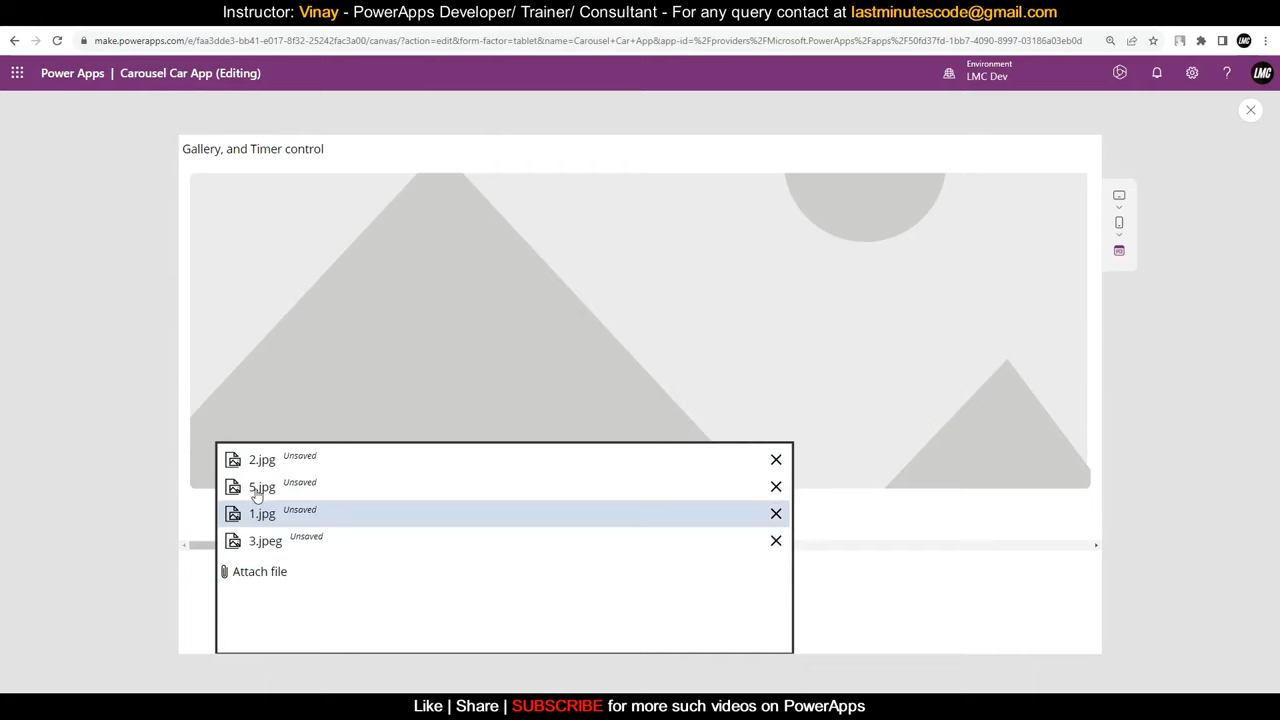 Instructor: Vinay - PowerApps Developer/ Trainer/ Consultant - For any query contact at lastminutescode@gmail.com
make.powerapps.com/e/faa3dde3-bb41-e017-8f32-25242fac3a00/canvas/?action=edit&form-factor=tablet&name=Carousel+Car+App&app-id=%2Fproviders%2FMicrosoft.PowerApps%2Fapps%2F50fd37fd-1bb7-4090-8997-03186a03eb0d
Power Apps | Carousel Car App (Editing)
Environment
LMC Dev
LMC
Gallery, and Timer control
2.jpg Unsaved
5.jpg Unsaved
1.jpg Unsaved
3.jpeg Unsaved
Attach file
Like | Share | SUBSCRIBE for more such videos on PowerApps